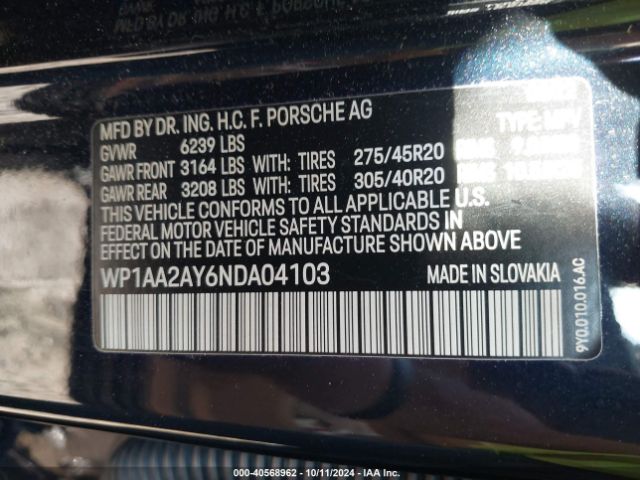 MFD BY DR. ING. H.C. F. PORSCHE AG
GVWR 6239 LBS TYPE: MPV
GAWR FRONT 3164 LBS WITH: TIRES 275/45R20
GAWR REAR 3208 LBS WITH: TIRES 305/40R20
THIS VEHICLE CONFORMS TO ALL APPLICABLE U.S.
FEDERAL MOTOR VEHICLE SAFETY STANDARDS IN
EFFECT ON THE DATE OF MANUFACTURE SHOWN ABOVE
WP1AA2AY6NDA04103 MADE IN SLOVAKIA
9Y0.010.016.AC
000-40568962 - 10/11/2024 - IAA Inc.